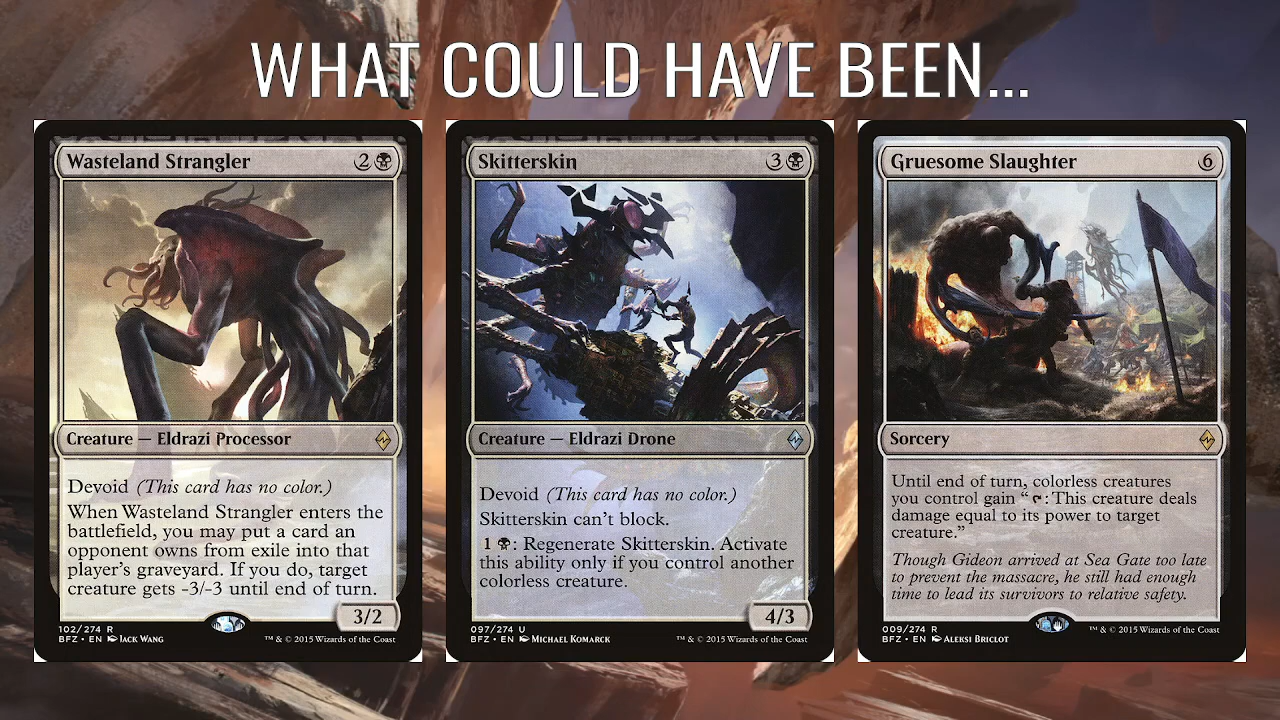 WHAT COULD HAVE BEEN...
Wasteland Strangler 2
Creature — Eldrazi Processor
Devoid (This card has no color.)
When Wasteland Strangler enters the
battlefield, you may put a card an
opponent owns from exile into that
player's graveyard. If you do, target
creature gets -3/-3 until end of turn.
3/2
102/274 R
BFZ • EN Jack Wang
™ & © 2015 Wizards of the Coast
Skitterskin 3
Creature — Eldrazi Drone
Devoid (This card has no color.)
Skitterskin can't block.
1 : Regenerate Skitterskin. Activate
this ability only if you control another
colorless creature.
4/3
097/274 U
BFZ • EN Michael Komarck
™ & © 2015 Wizards of the Coast
Gruesome Slaughter 6
Sorcery
Until end of turn, colorless creatures
you control gain “ : This creature deals
damage equal to its power to target
creature.”
Though Gideon arrived at Sea Gate too late
to prevent the massacre, he still had enough
time to lead its survivors to relative safety.
009/274 R
BFZ • EN Aleksi Briclot
™ & © 2015 Wizards of the Coast